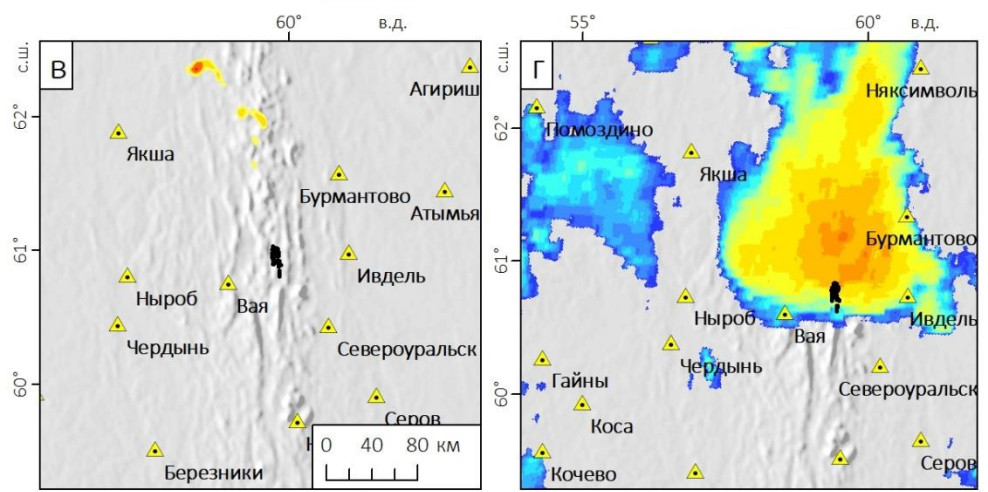 60° в.д.
с.ш.
В
Агириш
62°
Якша
Бурмантово
Атымья
61°
Ивдель
Ныроб
Вая
Чердынь
Североуральск
60°
Серов
Березники
0 40 80 км
55° 60° в.д.
с.ш.
Г
Няксимволь
62°
Помоздино
Якша
Бурмантово
61°
Ныроб
Ивдель
Вая
Чердынь
Гайны
Североуральск
60°
Коса
Серов
Кочево